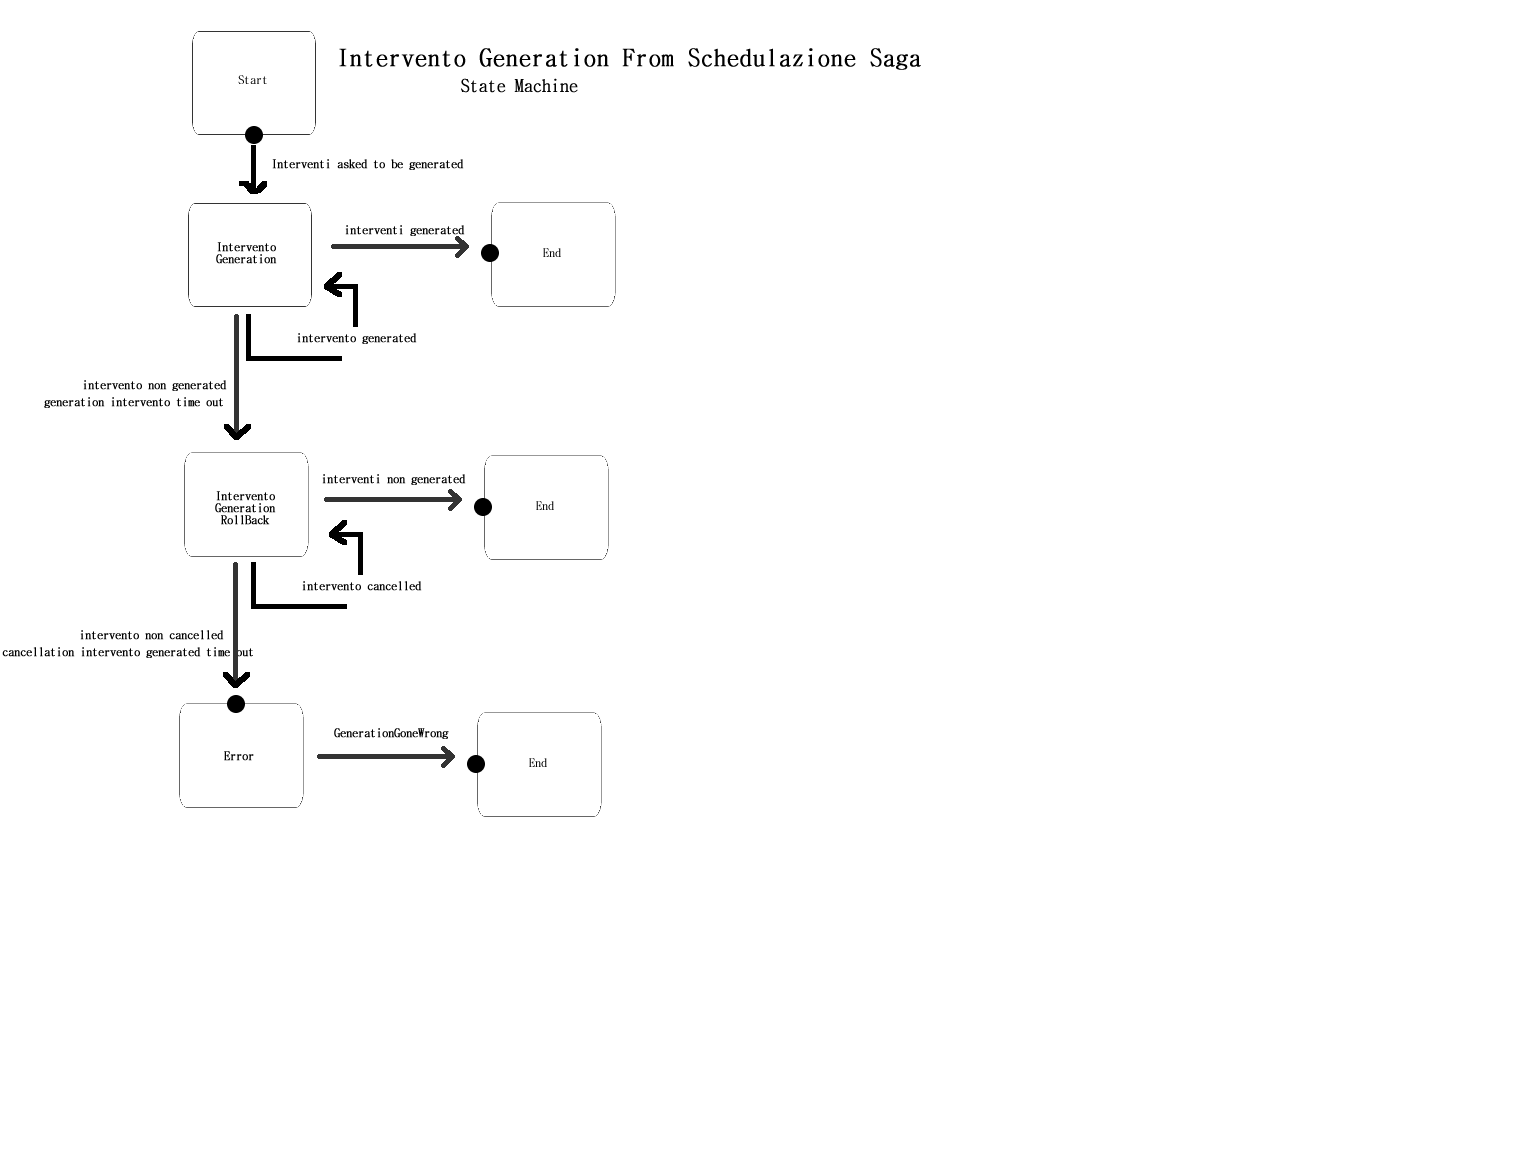 Intervento Generation From Schedulazione Saga
State Machine
Start
Interventi asked to be generated
Intervento
Generation
interventi generated
End
intervento generated
intervento non generated
generation intervento time out
Intervento
Generation
RollBack
interventi non generated
End
intervento cancelled
intervento non cancelled
cancellation intervento generated time out
Error
GenerationGoneWrong
End